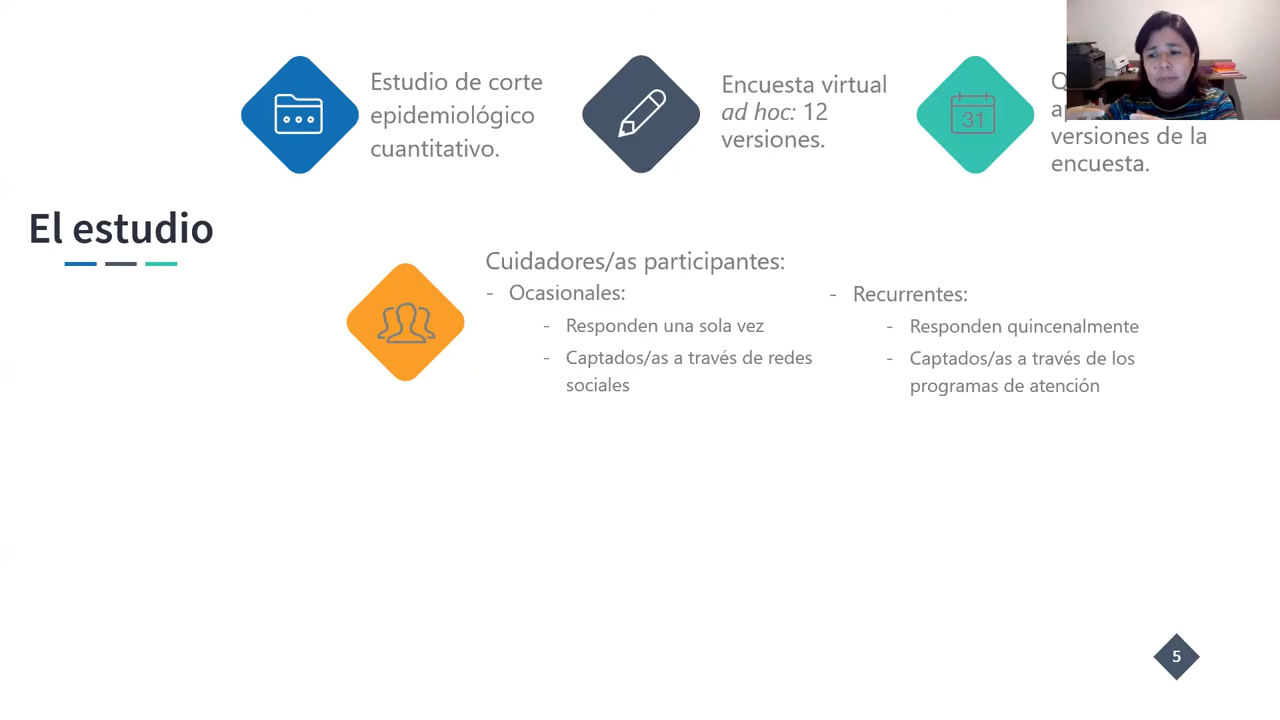 Estudio de corte
epidemiológico
cuantitativo.
Encuesta virtual
ad hoc: 12
versiones.
31
versiones de la
encuesta.
El estudio
Cuidadores/as participantes:
- Ocasionales:
- Responden una sola vez
- Captados/as a través de redes
sociales
- Recurrentes:
- Responden quincenalmente
- Captados/as a través de los
programas de atención
5